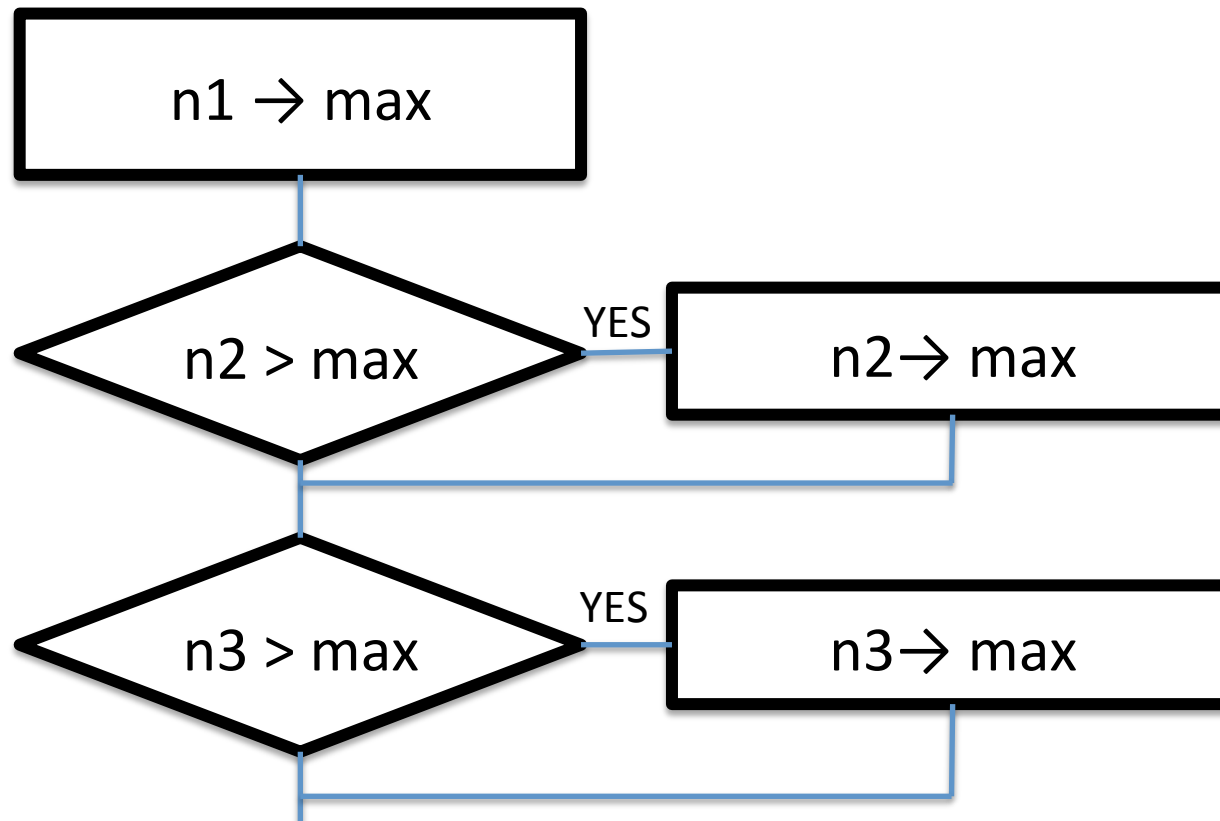 n1 → max
n2 > max
YES
n2→ max
n3 > max
YES
n3→ max